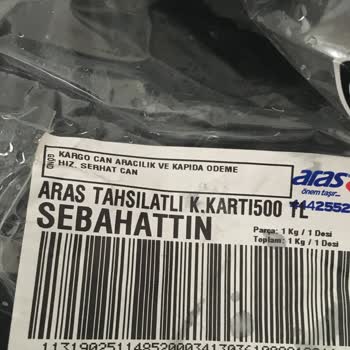 KARGO CAN ARACILIK VE KAPIDA ODEME
HIZ. SERHAT CAN
aras
önem taşır...
ARAS TAHSILATLI K.KARTI500 TL
SEBAHATTIN
Parça: 1 Kg / 1 Desi
Toplam: 1 Kg / 1 Desi